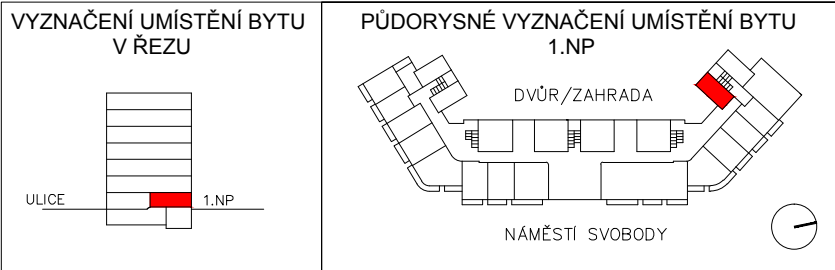 VYZNAČENÍ UMÍSTĚNÍ BYTU
V ŘEZU
ULICE
1.NP
PŮDORYSNÉ VYZNAČENÍ UMÍSTĚNÍ BYTU
1.NP
DVŮR/ZAHRADA
NÁMĚSTÍ SVOBODY